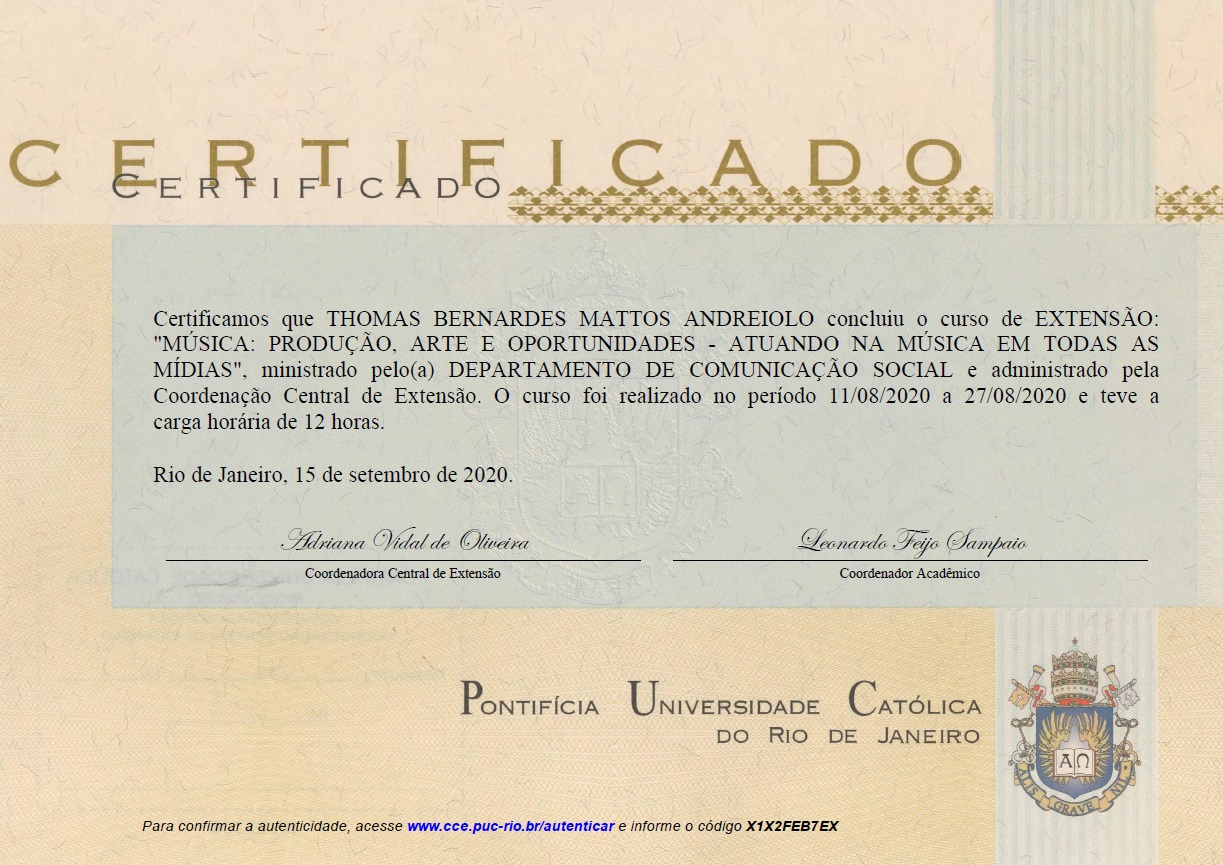 CERTIFICADO
CERTIFICADO
Certificamos que THOMAS BERNARDES MATTOS ANDREIOLO concluiu o curso de EXTENSÃO:
"MÚSICA: PRODUÇÃO, ARTE E OPORTUNIDADES - ATUANDO NA MÚSICA EM TODAS AS
MÍDIAS", ministrado pelo(a) DEPARTAMENTO DE COMUNICAÇÃO SOCIAL e administrado pela
Coordenação Central de Extensão. O curso foi realizado no período 11/08/2020 a 27/08/2020 e teve a
carga horária de 12 horas.
Rio de Janeiro, 15 de setembro de 2020.
Adriana Vidal de Oliveira
Coordenadora Central de Extensão
Leonardo Feijo Sampaio
Coordenador Acadêmico
PONTIFÍCIA UNIVERSIDADE CATÓLICA
DO RIO DE JANEIRO
ΑΩ
ALIS GRAVE NIL
Para confirmar a autenticidade, acesse www.cce.puc-rio.br/autenticar e informe o código X1X2FEB7EX